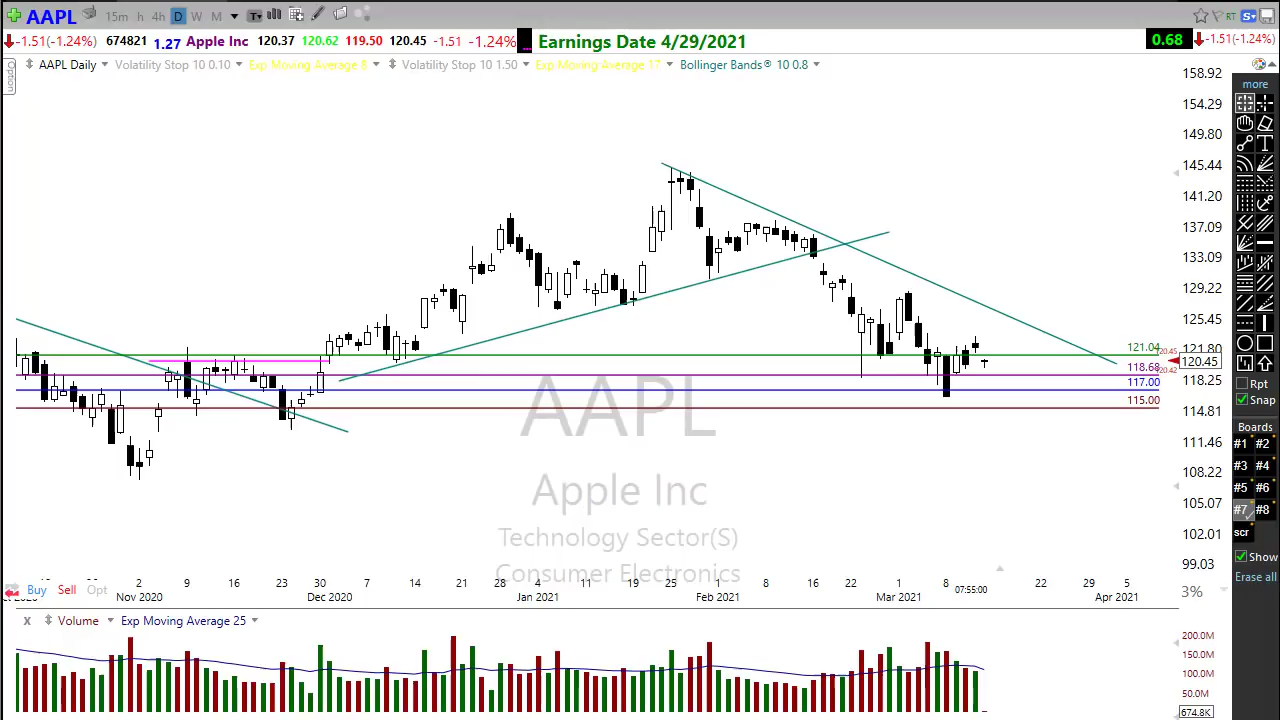 AAPL 15m h 4h D W M T RT S
-1.51(-1.24%) 674821 1.27 Apple Inc 120.37 120.62 119.50 120.45 -1.51 -1.24% ... Earnings Date 4/29/2021 0.68 -1.51(-1.24%)
Option
AAPL Daily Volatility Stop 10 0.10 Exp Moving Average 8 Volatility Stop 10 1.50 Exp Moving Average 17 Bollinger Bands® 10 0.8
158.92
154.29
149.80
145.44
141.20
137.09
133.09
129.22
125.45
121.80
120.45
118.25
114.81
111.46
108.22
105.07
102.01
99.03
3%
121.04
120.45
118.68
120.42
117.00
115.00
AAPL
Apple Inc
Technology Sector(S)
Consumer Electronics
more
T
Rpt
Snap
Boards
#1 #2
#3 #4
#5 #6
#7 #8
scr
Show
Erase all
Buy Sell Opt
2 9 16 23 30 7 14 21 28 4 11 19 25 1 8 16 22 1 8 22 29 5
Nov 2020 Dec 2020 Jan 2021 Feb 2021 Mar 2021 07:55:00 Apr 2021
x Volume Exp Moving Average 25
200.0M
150.0M
100.0M
50.0M
674.8K